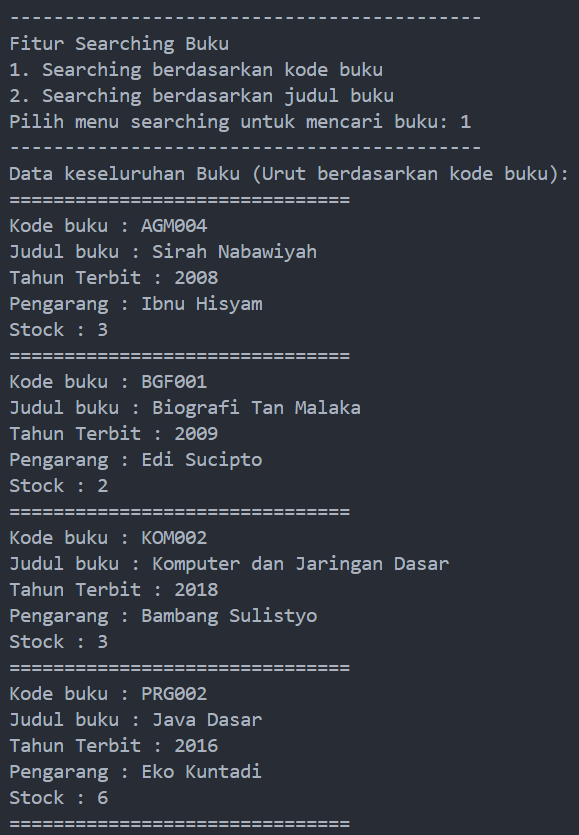 -------------------------------------------
Fitur Searching Buku
1. Searching berdasarkan kode buku
2. Searching berdasarkan judul buku
Pilih menu searching untuk mencari buku: 1
-------------------------------------------
Data keseluruhan Buku (Urut berdasarkan kode buku):
===============================
Kode buku : AGM004
Judul buku : Sirah Nabawiyah
Tahun Terbit : 2008
Pengarang : Ibnu Hisyam
Stock : 3
===============================
Kode buku : BGF001
Judul buku : Biografi Tan Malaka
Tahun Terbit : 2009
Pengarang : Edi Sucipto
Stock : 2
===============================
Kode buku : KOM002
Judul buku : Komputer dan Jaringan Dasar
Tahun Terbit : 2018
Pengarang : Bambang Sulistyo
Stock : 3
===============================
Kode buku : PRG002
Judul buku : Java Dasar
Tahun Terbit : 2016
Pengarang : Eko Kuntadi
Stock : 6
===============================